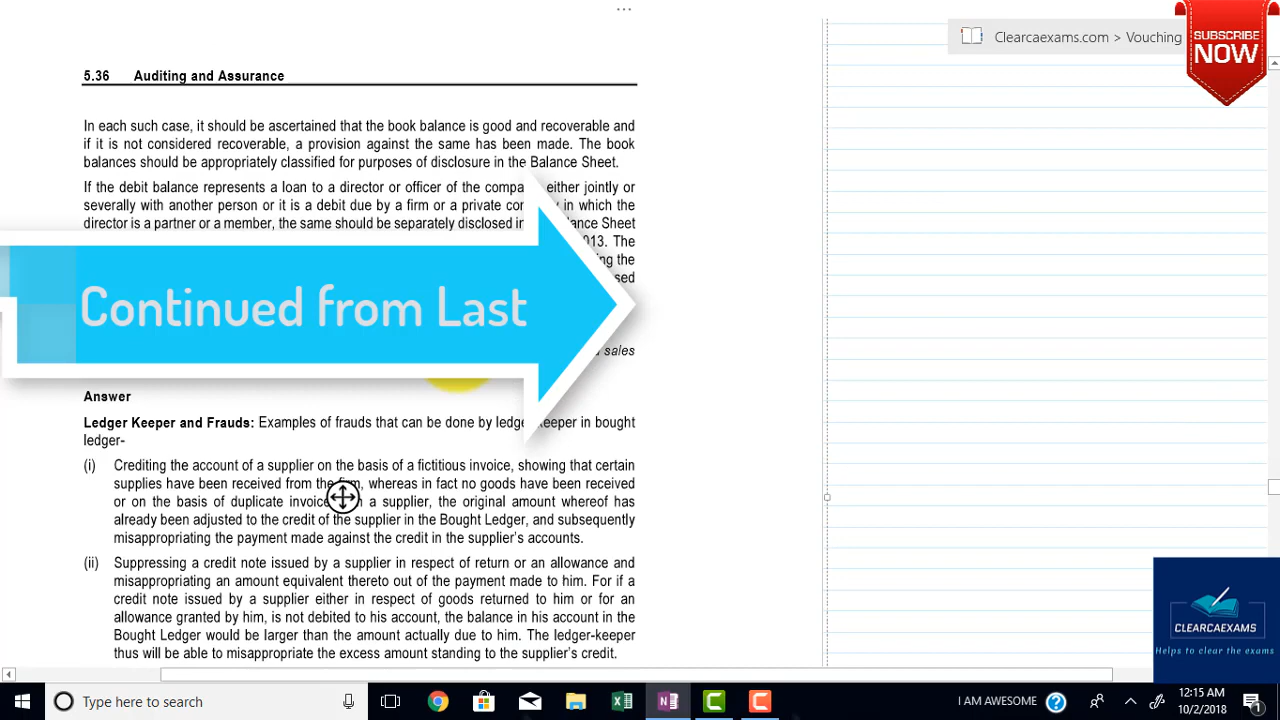 Clearcaexams.com > Vouching
SUBSCRIBE
NOW
5.36 Auditing and Assurance
In each such case, it should be ascertained that the book balance is good and recoverable and
if it is not considered recoverable, a provision against the same has been made. The book
balances should be appropriately classified for purposes of disclosure in the Balance Sheet.
If the debit balance represents a loan to a director or officer of the either jointly or
severally with another person or it is a debit due by a firm or a private in which the
director is a partner or a member, the same should be separately disclosed in Sheet
013. The
the
Continued from Last
sales
Answer
Ledger Keeper and Frauds: Examples of frauds that can be done by ledger keeper in bought
ledger-
(i) Crediting the account of a supplier on the basis of a fictitious invoice, showing that certain
supplies have been received from the whereas in fact no goods have been received
or on the basis of duplicate invoice a supplier, the original amount whereof has
already been adjusted to the credit of the supplier in the Bought Ledger, and subsequently
misappropriating the payment made against the credit in the supplier's accounts.
(ii) Suppressing a credit note issued by a supplier in respect of return or an allowance and
misappropriating an amount equivalent thereto out of the payment made to him. For if a
credit note issued by a supplier either in respect of goods returned to him or for an
allowance granted by him, is not debited to his account, the balance in his account in the
Bought Ledger would be larger than the amount actually due to him. The ledger-keeper
thus will be able to misappropriate the excess amount standing to the supplier's credit.
CLEARCAEXAMS
Helps to clear the exams
Type here to search
I AM AWESOME
12:15 AM
10/2/2018
1